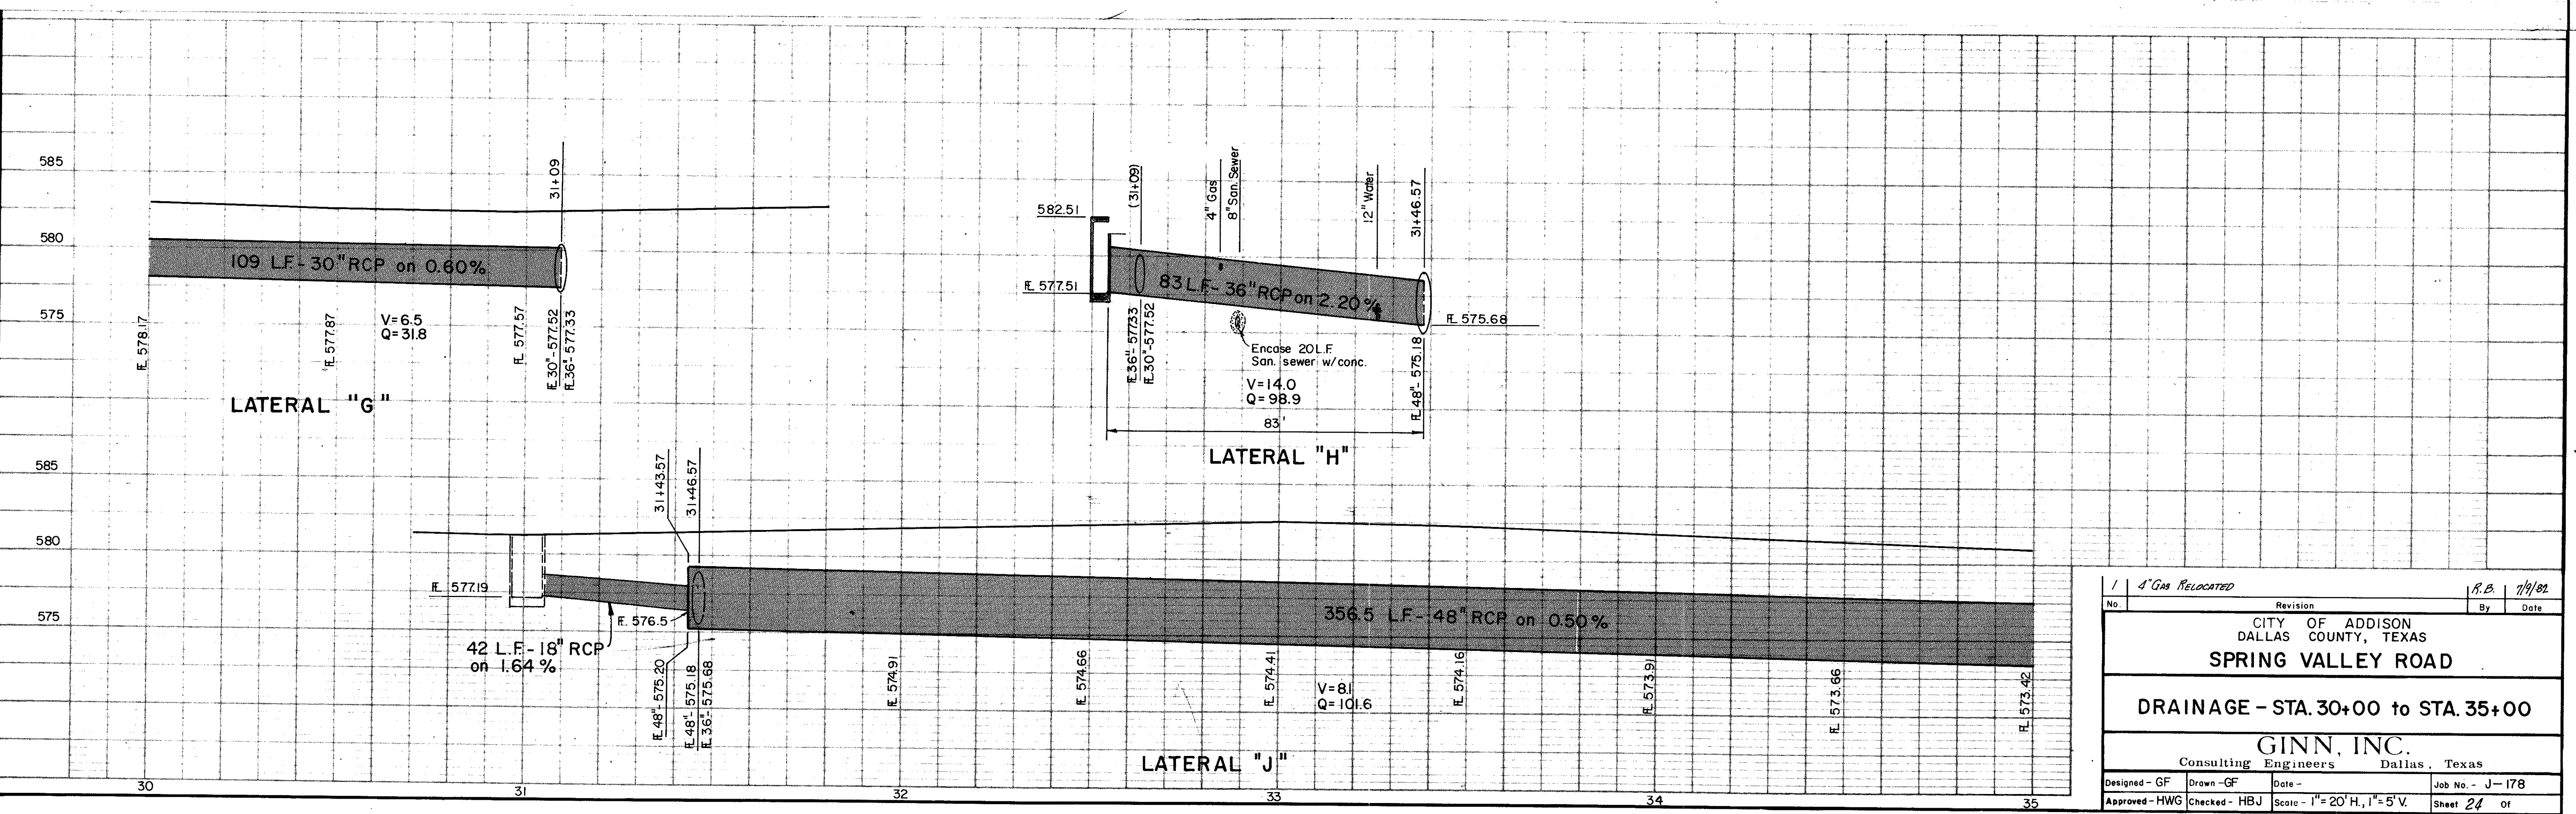 585
580
575
31+09
109 L.F.-30" RCP on 0.60%
FL 578.17
FL 577.87
V=6.5
Q=31.8
FL 577.57
FL 30"-577.52
FL 36"-577.33
LATERAL "G"
582.51
FL 577.51
(31+09)
4" Gas
8" San. Sewer
12" Water
31+46.57
83 L.F.-36" RCP on 2.20%
FL 575.68
FL 36"-577.33
FL 30"-577.52
Encase 20 L.F.
San. sewer w/conc.
V=14.0
Q=98.9
FL 48"-575.18
83'
LATERAL "H"
585
580
575
31+43.57
31+46.57
FL 577.19
FL 576.5
42 L.F.-18" RCP
on 1.64%
356.5 L.F.-48" RCP on 0.50%
FL 48"-575.20
FL 48"-575.18
FL 36"-575.68
FL 574.91
FL 574.66
FL 574.41
V=8.1
Q=101.6
FL 574.16
FL 573.91
FL 573.66
FL 573.42
LATERAL "J"
30 31 32 33 34 35
1 4" GAS RELOCATED R.B. 7/9/82
No. Revision By Date
CITY OF ADDISON
DALLAS COUNTY, TEXAS
SPRING VALLEY ROAD
DRAINAGE-STA. 30+00 to STA. 35+00
GINN, INC.
Consulting Engineers Dallas, Texas
Designed-GF Drawn-GF Date- Job No.- J-178
Approved-HWG Checked-HBJ Scale-1"=20'H., 1"=5'V. Sheet 24 Of